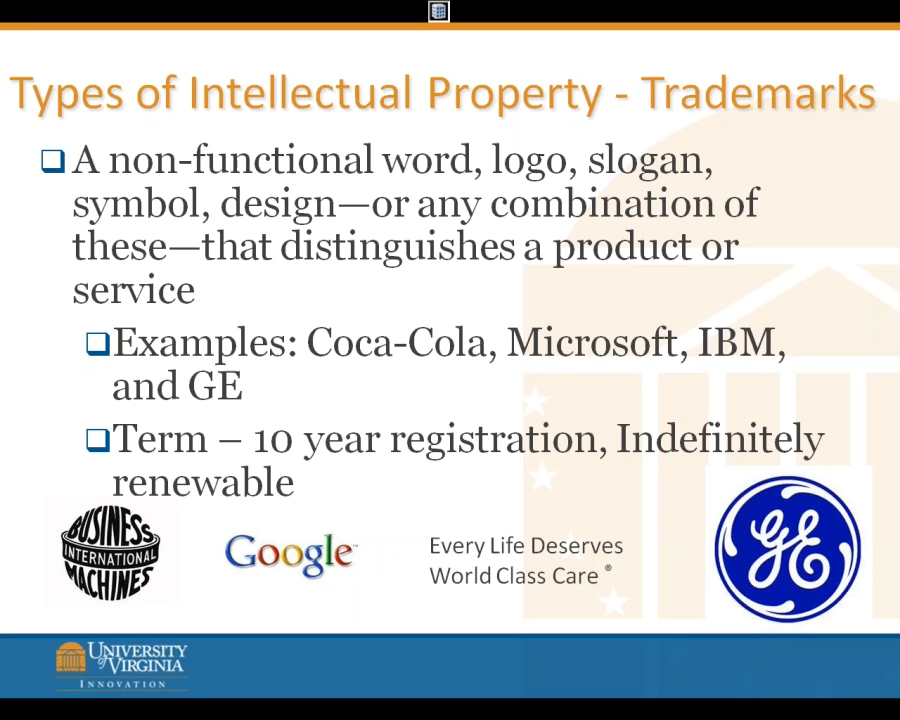 Types of Intellectual Property - Trademarks
A non-functional word, logo, slogan,
symbol, design—or any combination of
these—that distinguishes a product or
service
Examples: Coca-Cola, Microsoft, IBM,
and GE
Term – 10 year registration, Indefinitely
renewable
BUSINESS
INTERNATIONAL
MACHINES
Google™
Every Life Deserves
World Class Care ®
GE
UNIVERSITY
of VIRGINIA
INNOVATION